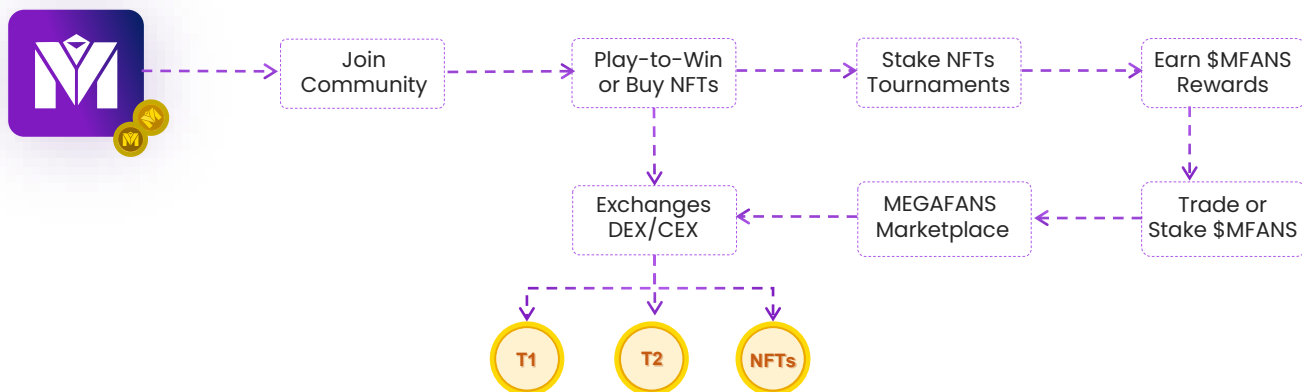 Join
Community
Play-to-Win
or Buy NFTs
Stake NFTs
Tournaments
Earn $MFANS
Rewards
Exchanges
DEX/CEX
MEGAFANS
Marketplace
Trade or
Stake $MFANS
T1
T2
NFTs